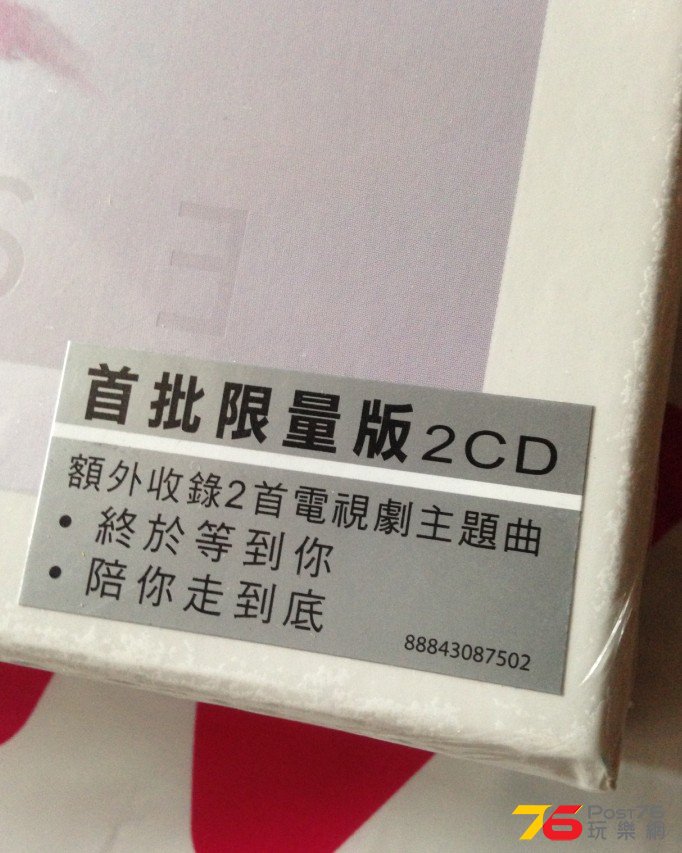 首批限量版2CD
額外收錄2首電視劇主題曲
• 終於等到你
• 陪你走到底
88843087502
76 POST76
玩樂網